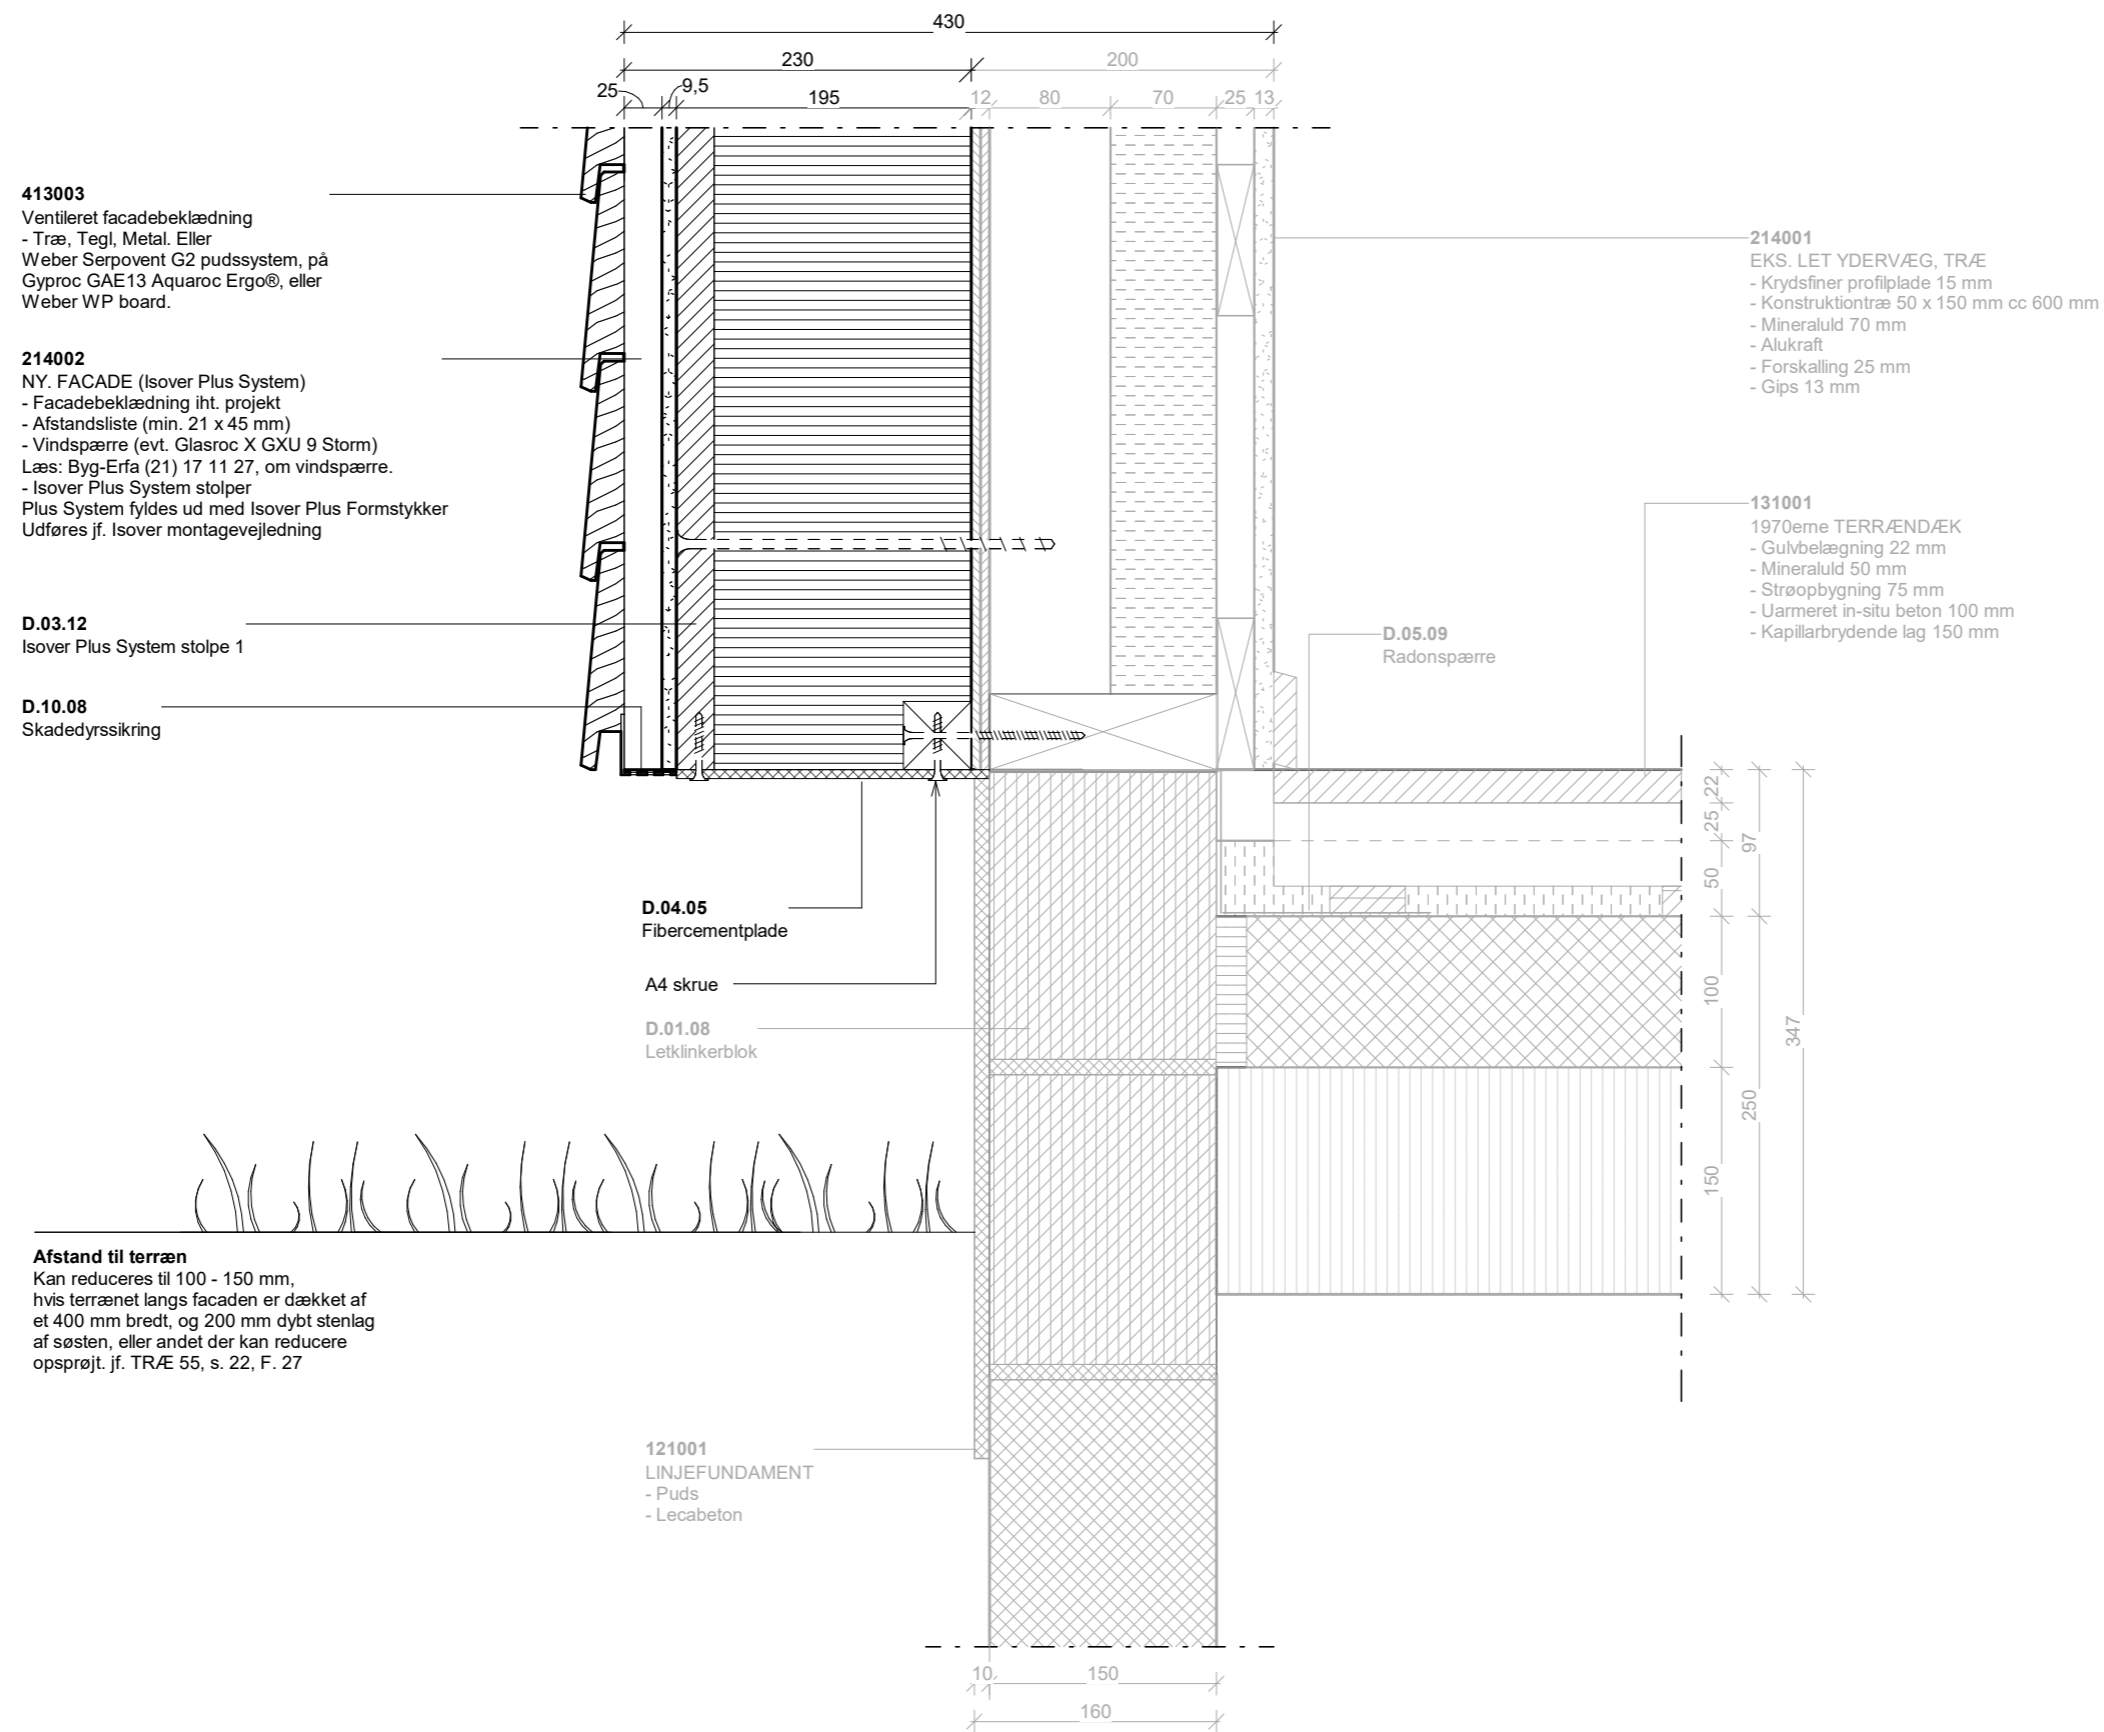 430
230
200
25
9,5
195
12
80
70
25
13
413003
Ventileret facadebeklædning
- Træ, Tegl, Metal. Eller
Weber Serpovent G2 pudssystem, på
Gyproc GAE13 Aquaroc Ergo®, eller
Weber WP board.
214002
NY. FACADE (Isover Plus System)
- Facadebeklædning iht. projekt
- Afstandsliste (min. 21 x 45 mm)
- Vindspærre (evt. Glasroc X GXU 9 Storm)
Læs: Byg-Erfa (21) 17 11 27, om vindspærre.
- Isover Plus System stolper
Plus System fyldes ud med Isover Plus Formstykker
Udføres jf. Isover montagevejledning
D.03.12
Isover Plus System stolpe 1
D.10.08
Skadedyrssikring
214001
EKS. LET YDERVÆG, TRÆ
- Krydsfiner profilplade 15 mm
- Konstruktiontræ 50 x 150 mm cc 600 mm
- Mineraluld 70 mm
- Alukraft
- Forskalling 25 mm
- Gips 13 mm
131001
1970erne TERRÆNDÆK
- Gulvbelægning 22 mm
- Mineraluld 50 mm
- Strøopbygning 75 mm
- Uarmeret in-situ beton 100 mm
- Kapillarbrydende lag 150 mm
D.05.09
Radonspærre
22
25
50
97
100
150
250
347
D.04.05
Fibercementplade
A4 skrue
D.01.08
Letklinkerblok
Afstand til terræn
Kan reduceres til 100 - 150 mm,
hvis terrænet langs facaden er dækket af
et 400 mm bredt, og 200 mm dybt stenlag
af søsten, eller andet der kan reducere
opsprøjt. jf. TRÆ 55, s. 22, F. 27
121001
LINJEFUNDAMENT
- Puds
- Lecabeton
10
150
160